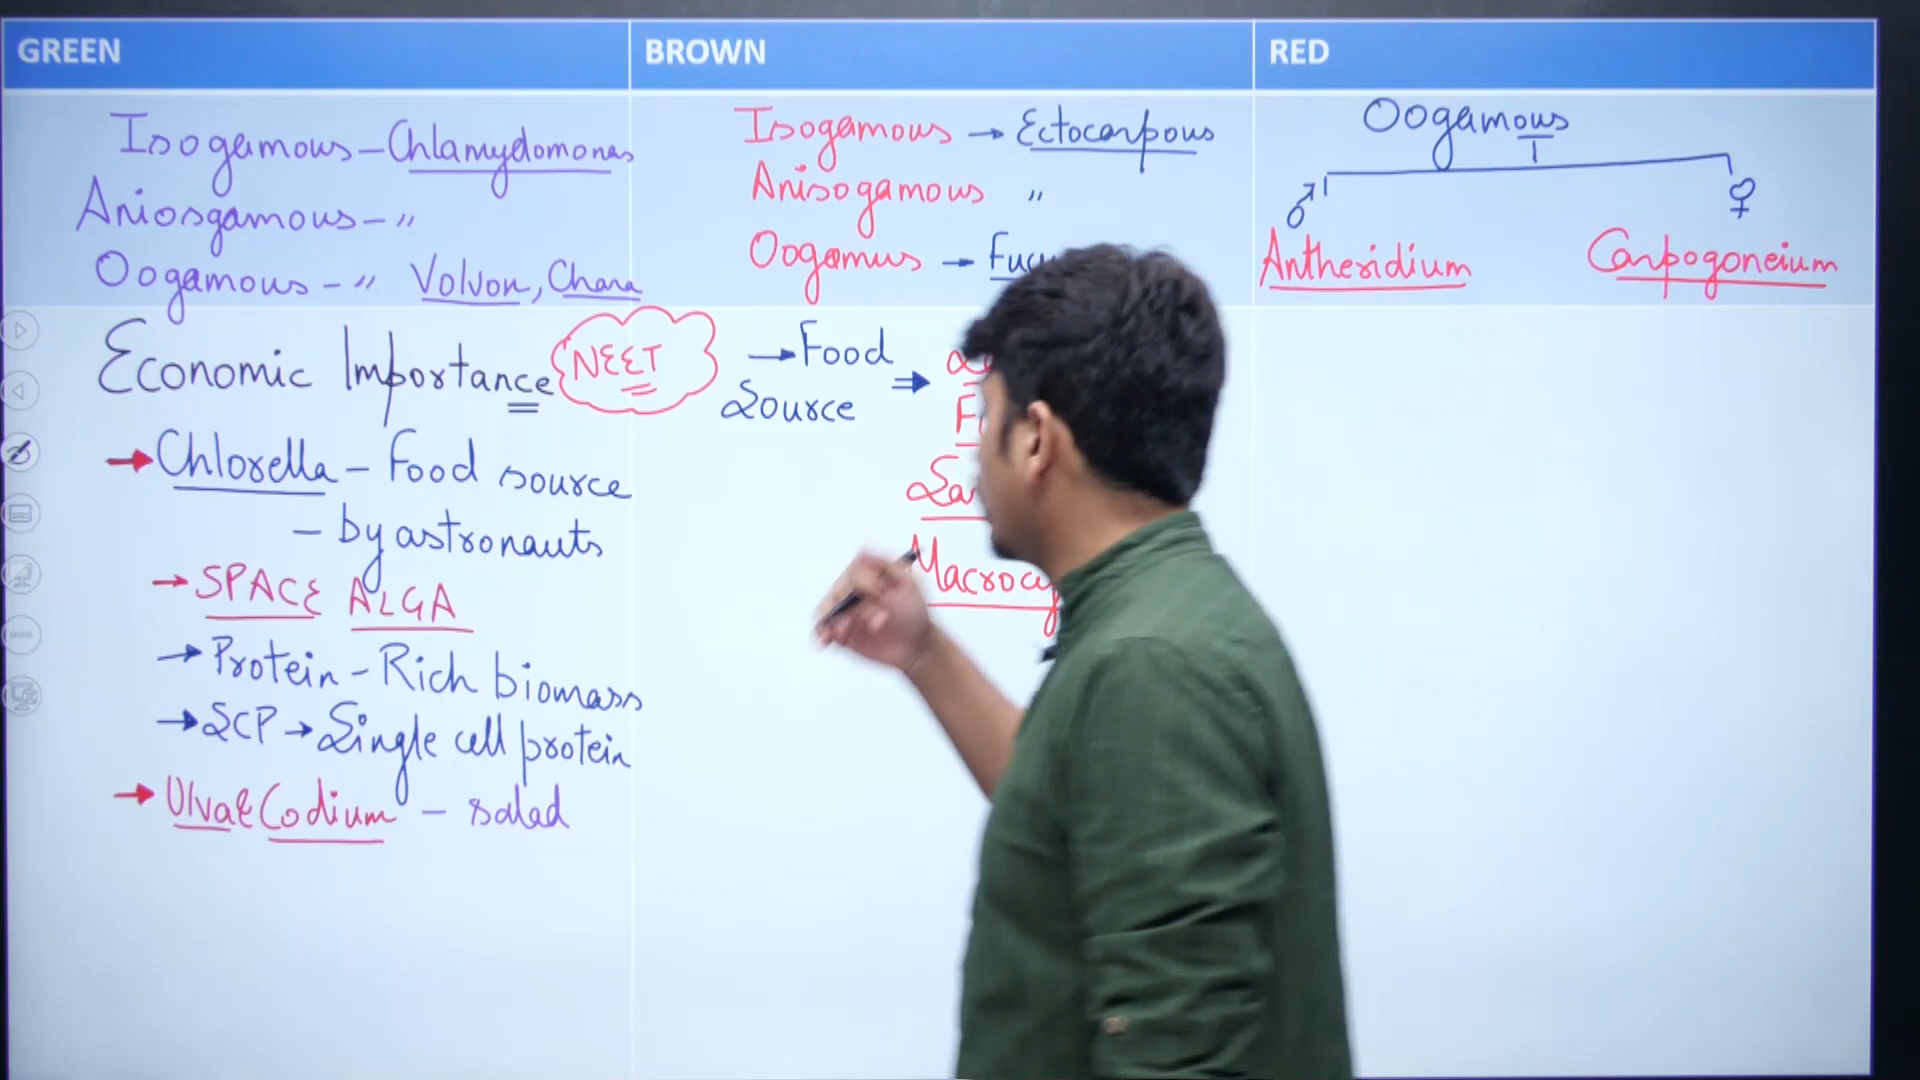 GREEN
BROWN
RED
Isogamous – Chlamydomonas
Aniosgamous – "
Oogamous – " Volvox, Chara
Isogamous → Ectocarpous
Anisogamous "
Oogamus →
Oogamous
♂ ♀
Antheridium Carpogoneium
Economic Importance NEET
→ Chlorella – Food source
– by astronauts
→ SPACE ALGA
→ Protein – Rich biomass
→ SCP → Single cell protein
→ Ulva & Codium – salad
→ Food
Source ⇒